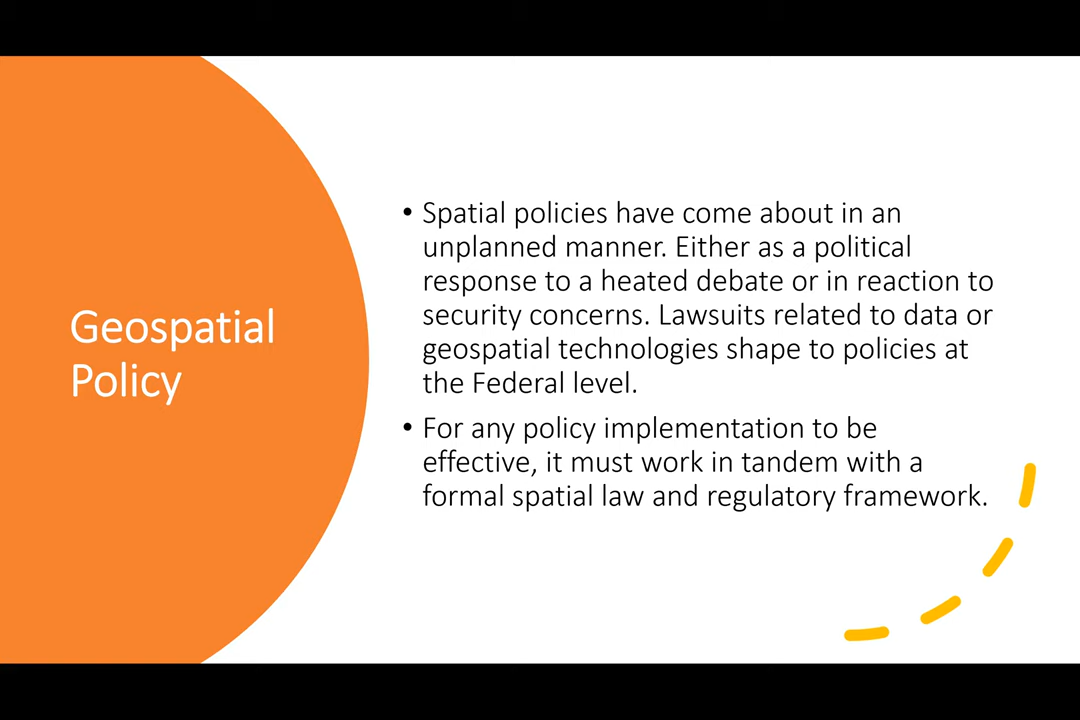 Geospatial
Policy
• Spatial policies have come about in an
unplanned manner. Either as a political
response to a heated debate or in reaction to
security concerns. Lawsuits related to data or
geospatial technologies shape to policies at
the Federal level.
• For any policy implementation to be
effective, it must work in tandem with a
formal spatial law and regulatory framework.